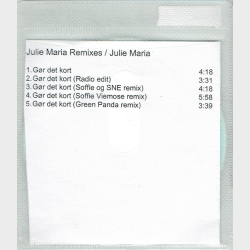 Julie Maria Remixes / Julie Maria
1.Gør det kort 4:18
2.Gør det kort (Radio edit) 3:31
3.Gør det kort (Soffie og SNE remix) 4:18
4.Gør det kort (Soffie Viemose remix) 5:58
5.Gør det kort (Green Panda remix) 3:39